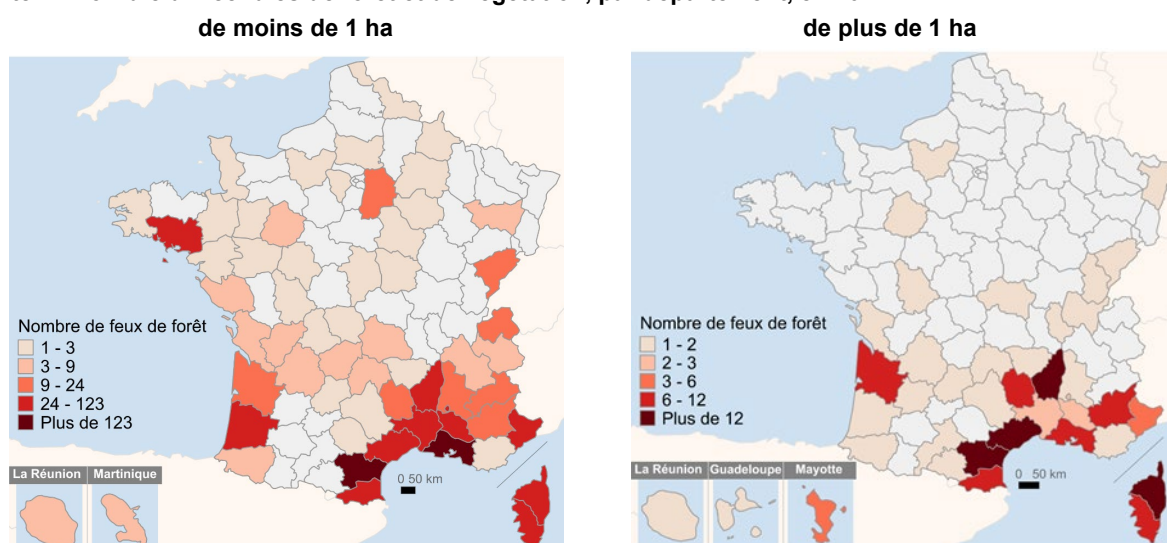 de moins de 1 ha
de plus de 1 ha
Nombre de feux de forêt
1 - 3
3 - 9
9 - 24
24 - 123
Plus de 123
La Réunion
Martinique
0 50 km
Nombre de feux de forêt
1 - 2
2 - 3
3 - 6
6 - 12
Plus de 12
La Réunion
Guadeloupe
Mayotte
0 50 km